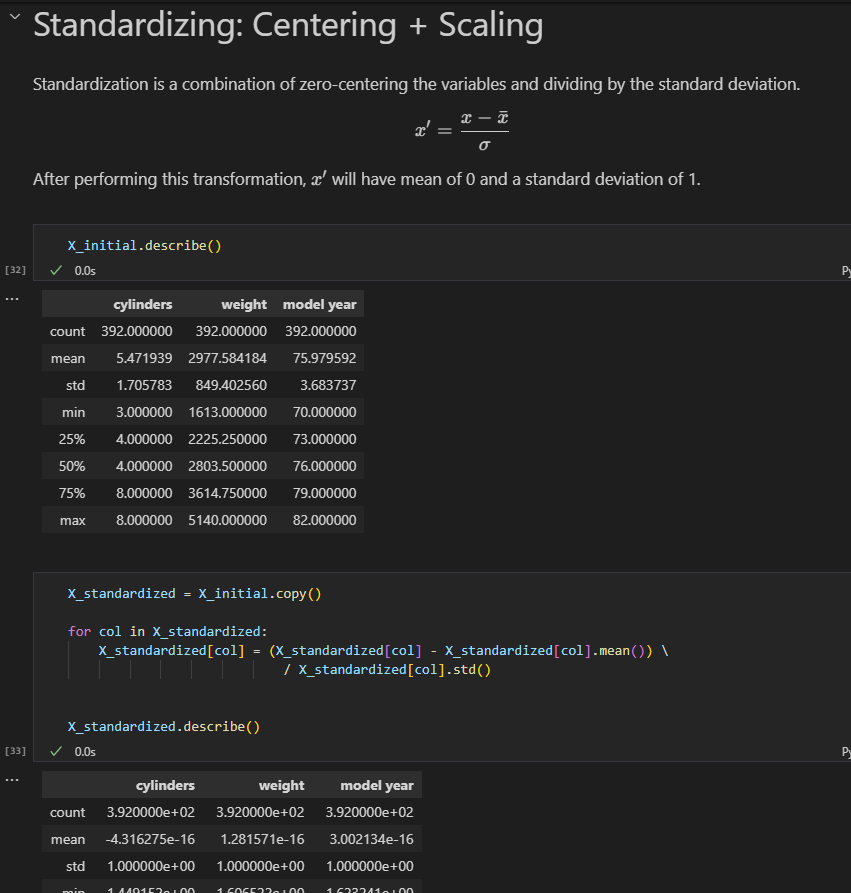 Standardizing: Centering + Scaling
Standardization is a combination of zero-centering the variables and dividing by the standard deviation.
x′ = (x − x̄) / σ
After performing this transformation, x′ will have mean of 0 and a standard deviation of 1.
X_initial.describe()
[32] ✓ 0.0s
...
cylinders weight model year
count 392.000000 392.000000 392.000000
mean 5.471939 2977.584184 75.979592
std 1.705783 849.402560 3.683737
min 3.000000 1613.000000 70.000000
25% 4.000000 2225.250000 73.000000
50% 4.000000 2803.500000 76.000000
75% 8.000000 3614.750000 79.000000
max 8.000000 5140.000000 82.000000
X_standardized = X_initial.copy()
for col in X_standardized:
X_standardized[col] = (X_standardized[col] - X_standardized[col].mean()) \
/ X_standardized[col].std()
X_standardized.describe()
[33] ✓ 0.0s
...
cylinders weight model year
count 3.920000e+02 3.920000e+02 3.920000e+02
mean -4.316275e-16 1.281571e-16 3.002134e-16
std 1.000000e+00 1.000000e+00 1.000000e+00